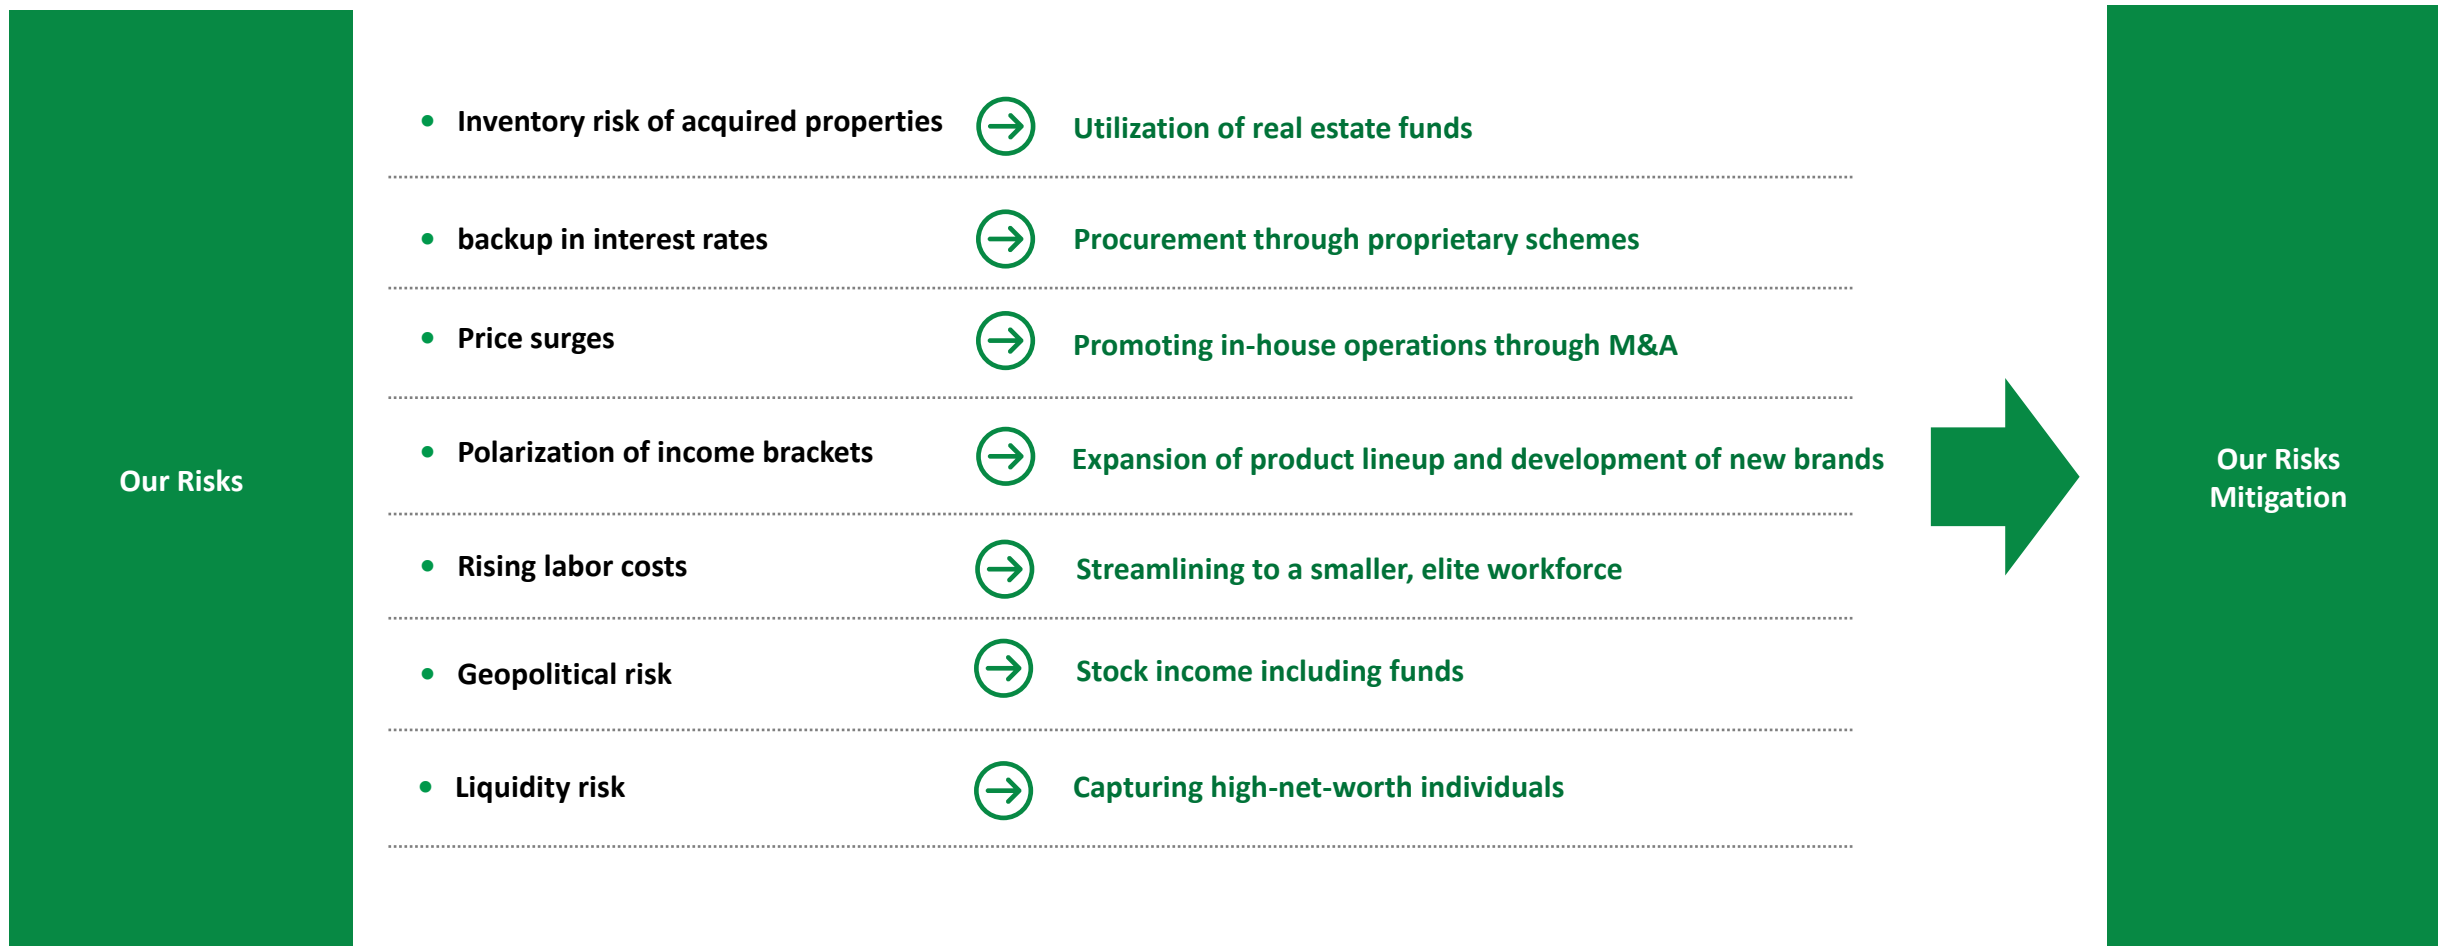 Our Risks
Inventory risk of acquired properties
Utilization of real estate funds
backup in interest rates
Procurement through proprietary schemes
Price surges
Promoting in-house operations through M&A
Polarization of income brackets
Expansion of product lineup and development of new brands
Rising labor costs
Streamlining to a smaller, elite workforce
Geopolitical risk
Stock income including funds
Liquidity risk
Capturing high-net-worth individuals
Our Risks
Mitigation